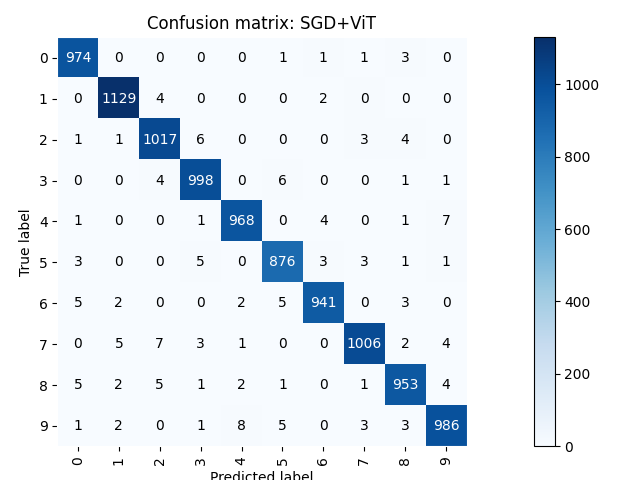 Confusion matrix: SGD+ViT
0 974 0 0 0 0 1 1 1 3 0
1 0 1129 4 0 0 0 2 0 0 0
2 1 1 1017 6 0 0 0 3 4 0
3 0 0 4 998 0 6 0 0 1 1
4 1 0 0 1 968 0 4 0 1 7
5 3 0 0 5 0 876 3 3 1 1
6 5 2 0 0 2 5 941 0 3 0
7 0 5 7 3 1 0 0 1006 2 4
8 5 2 5 1 2 1 0 1 953 4
9 1 2 0 1 8 5 0 3 3 986
0 1 2 3 4 5 6 7 8 9
Predicted label
True label
1000
800
600
400
200
0